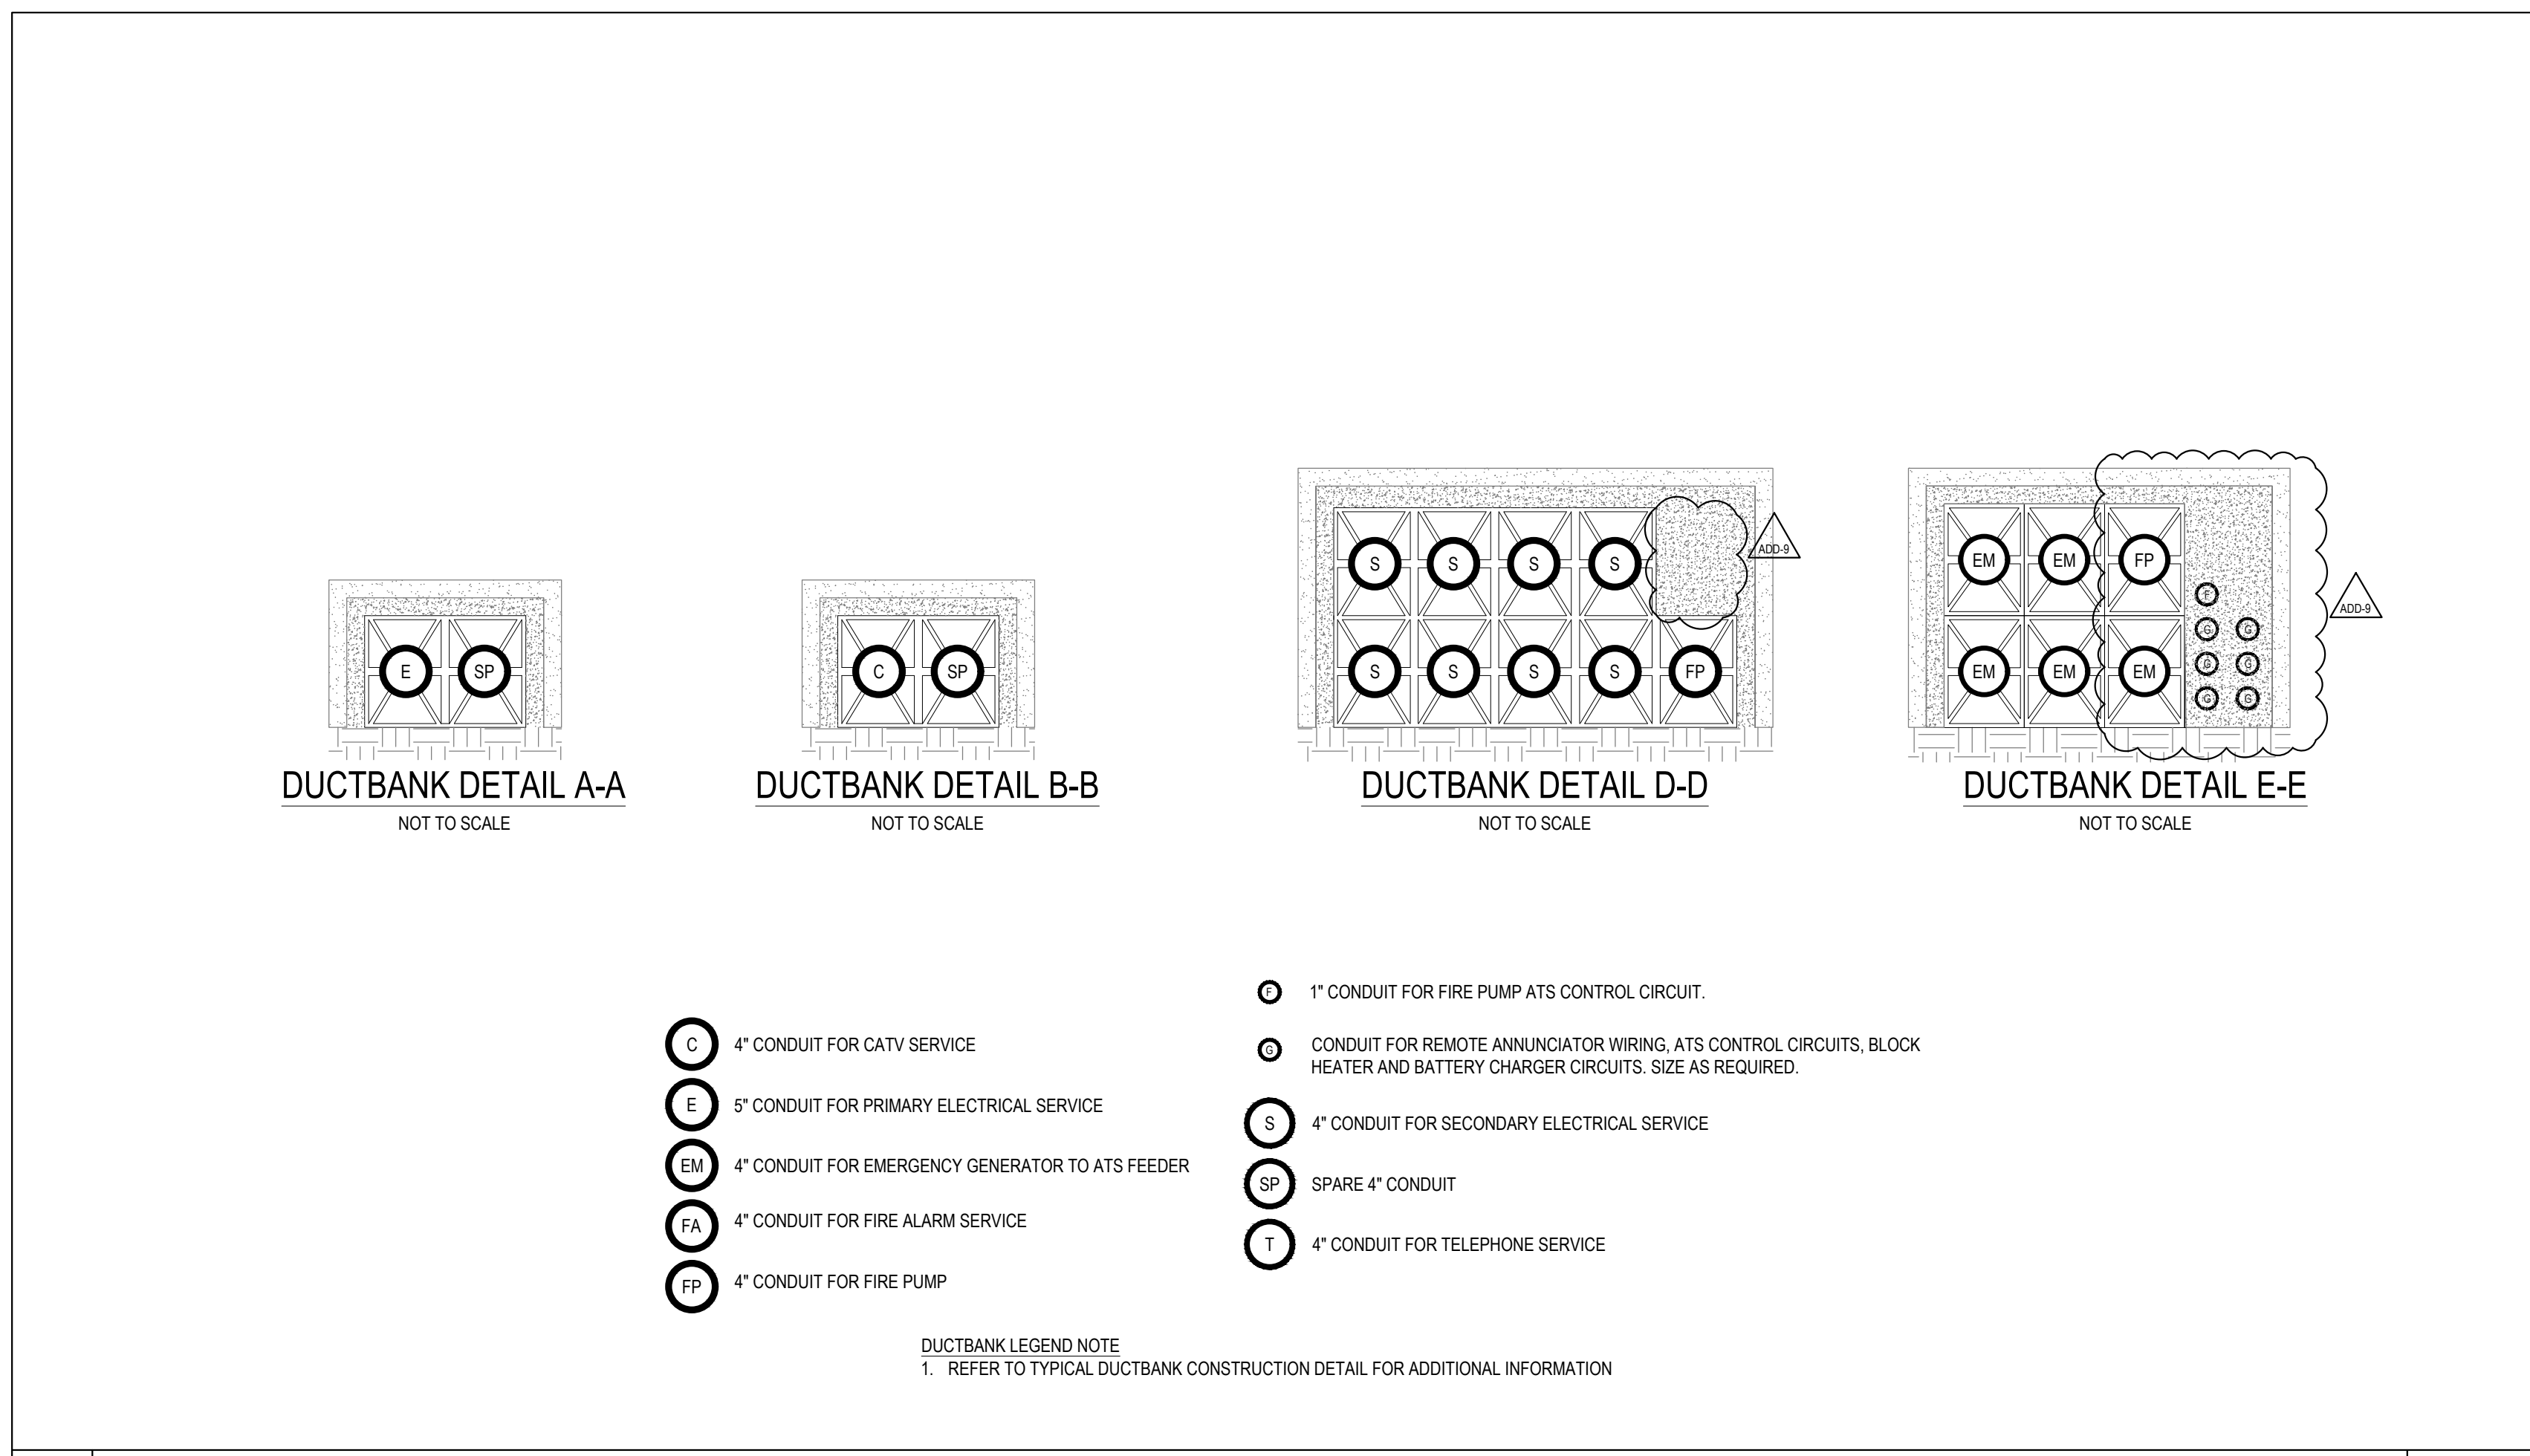 E SP
DUCTBANK DETAIL A-A
NOT TO SCALE
C SP
DUCTBANK DETAIL B-B
NOT TO SCALE
S S S S
ADD-9
S S S S FP
DUCTBANK DETAIL D-D
NOT TO SCALE
EM EM FP
F
ADD-9
G G
EM EM EM G G
G G
DUCTBANK DETAIL E-E
NOT TO SCALE
C 4" CONDUIT FOR CATV SERVICE
E 5" CONDUIT FOR PRIMARY ELECTRICAL SERVICE
EM 4" CONDUIT FOR EMERGENCY GENERATOR TO ATS FEEDER
FA 4" CONDUIT FOR FIRE ALARM SERVICE
FP 4" CONDUIT FOR FIRE PUMP
F 1" CONDUIT FOR FIRE PUMP ATS CONTROL CIRCUIT.
G CONDUIT FOR REMOTE ANNUNCIATOR WIRING, ATS CONTROL CIRCUITS, BLOCK
HEATER AND BATTERY CHARGER CIRCUITS. SIZE AS REQUIRED.
S 4" CONDUIT FOR SECONDARY ELECTRICAL SERVICE
SP SPARE 4" CONDUIT
T 4" CONDUIT FOR TELEPHONE SERVICE
DUCTBANK LEGEND NOTE
1. REFER TO TYPICAL DUCTBANK CONSTRUCTION DETAIL FOR ADDITIONAL INFORMATION